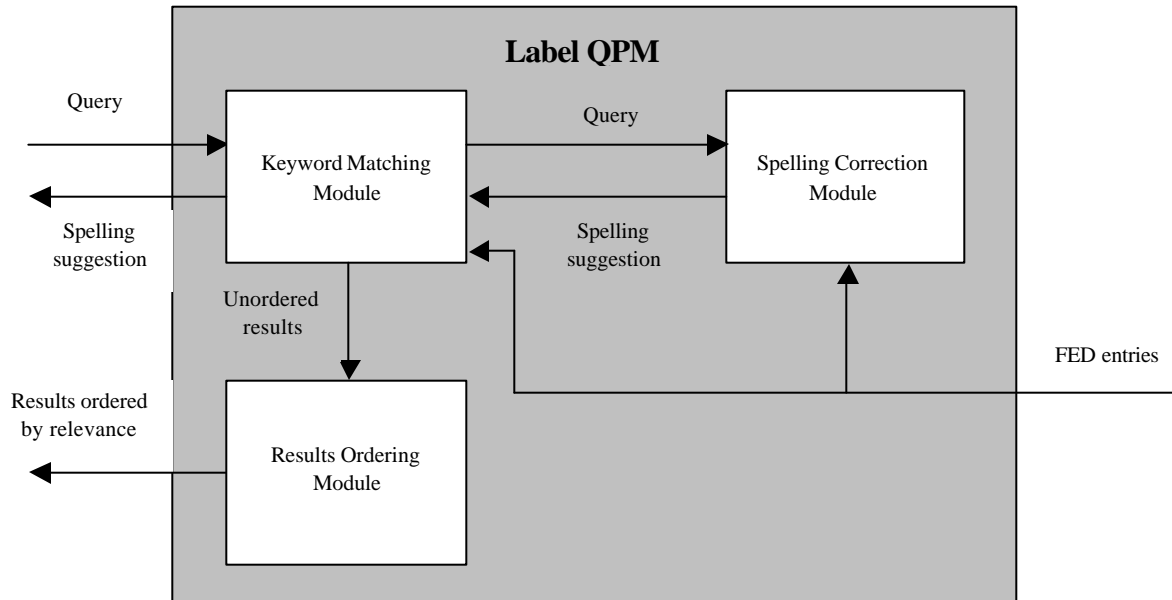 Label QPM
Query
Query
Keyword Matching
Module
Spelling Correction
Module
Spelling
suggestion
Spelling
suggestion
Unordered
results
FED entries
Results ordered
by relevance
Results Ordering
Module